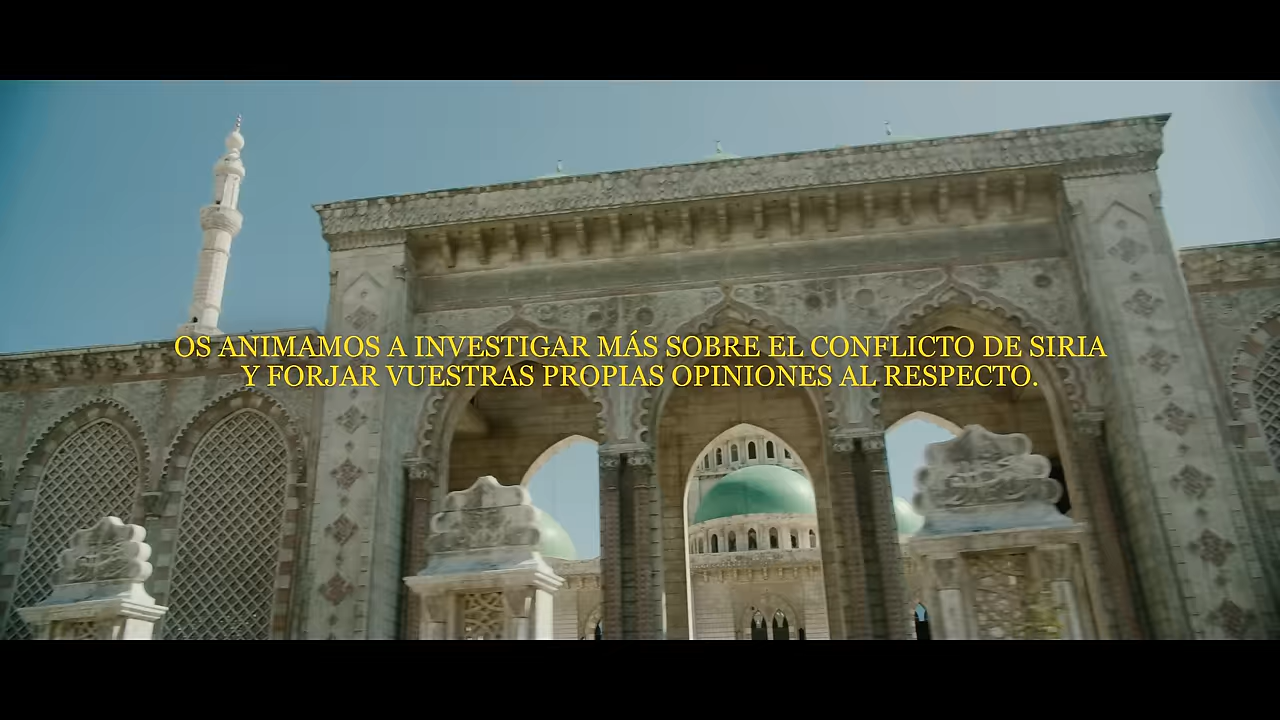 OS ANIMAMOS A INVESTIGAR MÁS SOBRE EL CONFLICTO DE SIRIA
Y FORJAR VUESTRAS PROPIAS OPINIONES AL RESPECTO.